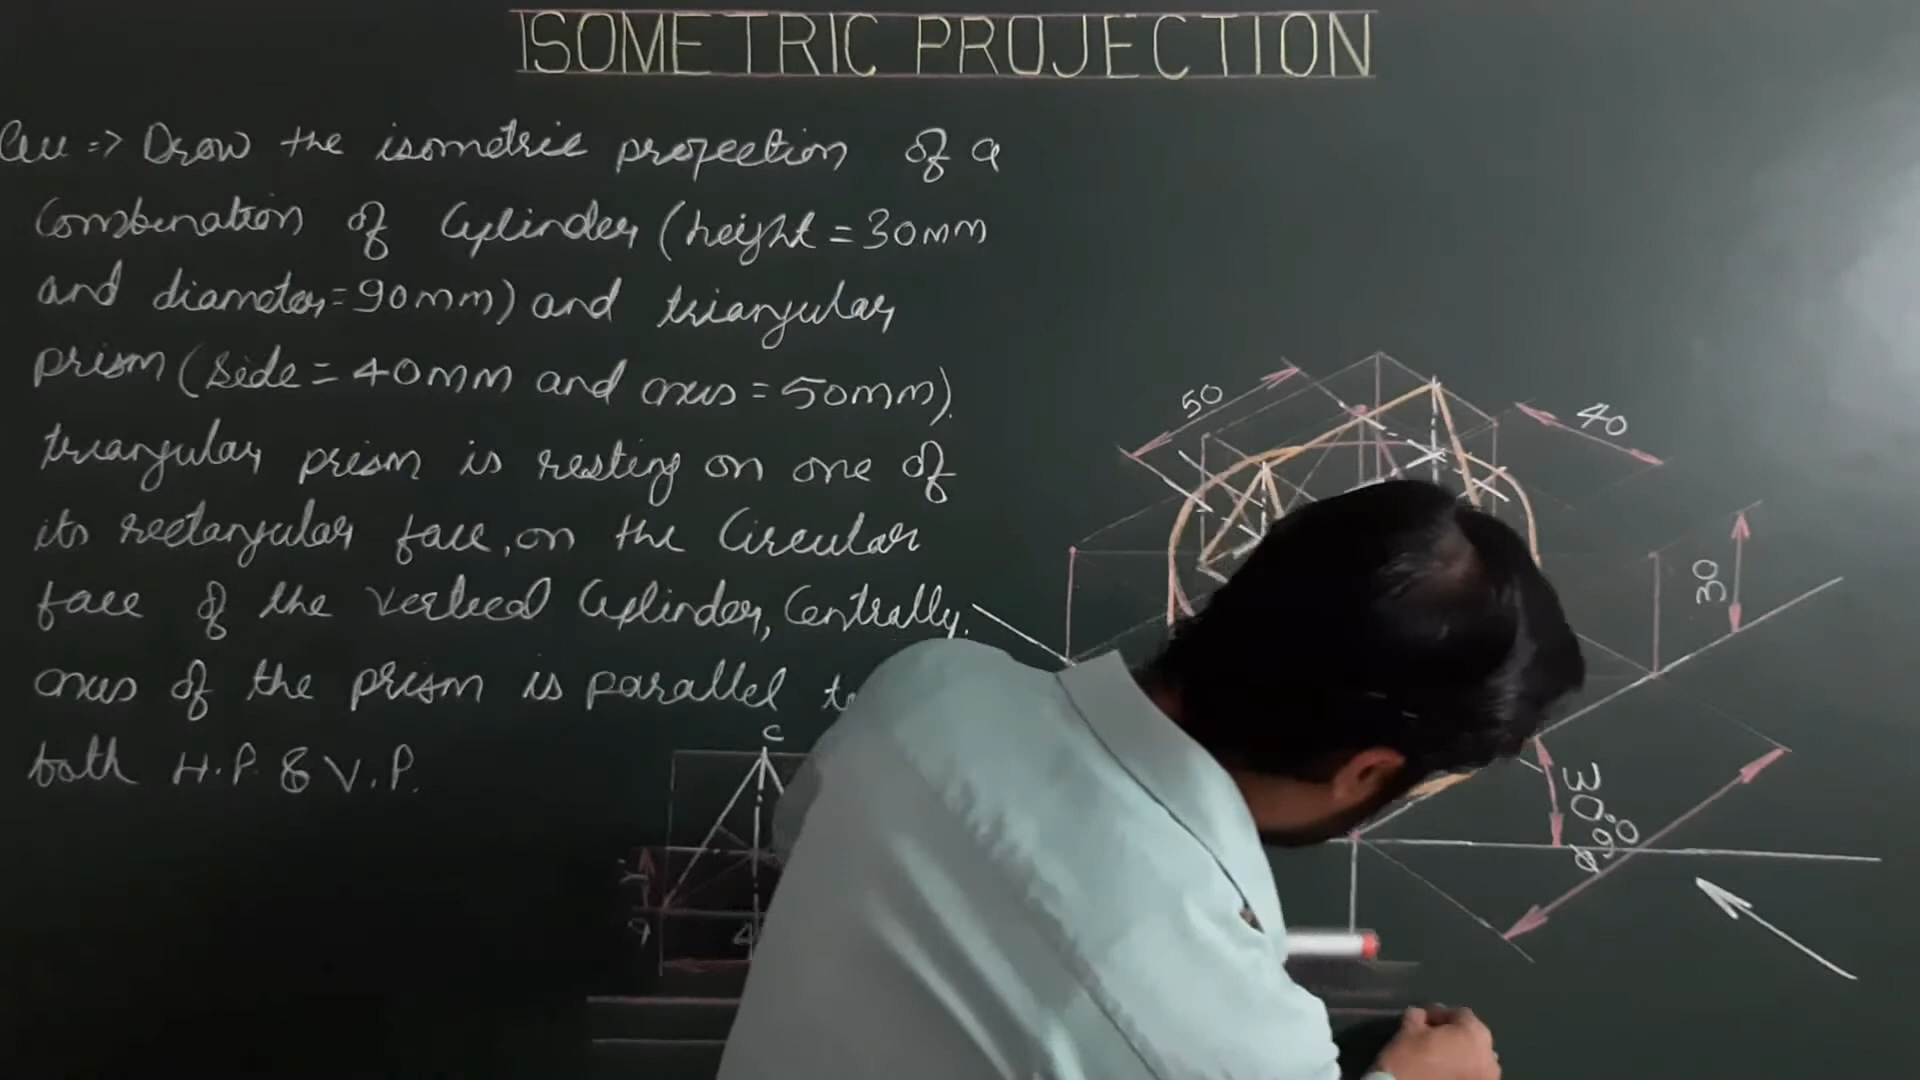 ISOMETRIC PROJECTION
Que => Draw the isometric projection of a
Combination of Cylinder (height = 30mm
and diameter = 90mm) and triangular
prism (side = 40mm and axis = 50mm).
triangular prism is resting on one of
its rectangular face, on the Circular
face of the vertical Cylinder, Centrally.
axis of the prism is parallel
both H.P. & V.P.
50
40
30
30°
ø90
C